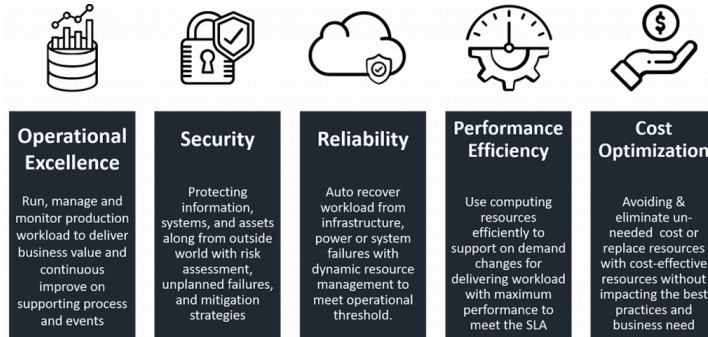 Operational
Excellence
Run, manage and
monitor production
workload to deliver
business value and
continuous
improve on
supporting process
and events
Security
Protecting
information,
systems, and assets
along from outside
world with risk
assessment,
unplanned failures,
and mitigation
strategies
Reliability
Auto recover
workload from
infrastructure,
power or system
failures with
dynamic resource
management to
meet operational
threshold.
Performance
Efficiency
Use computing
resources
efficiently to
support on demand
changes for
delivering workload
with maximum
performance to
meet the SLA
Cost
Optimization
Avoiding &
eliminate un-
needed cost or
replace resources
with cost-effective
resources without
impacting the best
practices and
business need
$